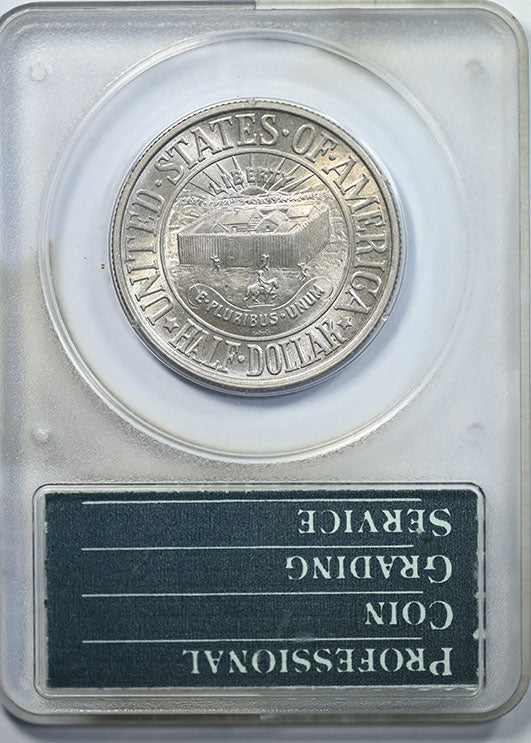 UNITED·STATES·OF·AMERICA
LIBERTY
E·PLURIBUS·UNUM
★HALF·DOLLAR★
PROFESSIONAL
COIN
GRADING
SERVICE